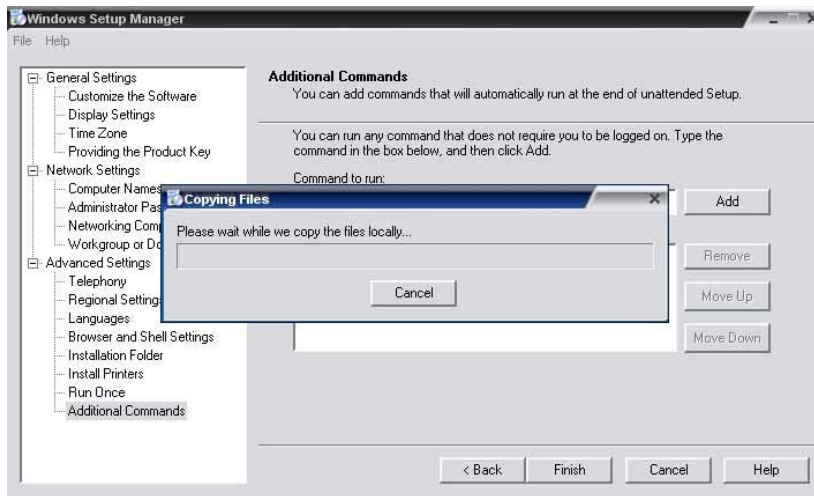 Windows Setup Manager
File Help
General Settings
Customize the Software
Display Settings
Time Zone
Providing the Product Key
Network Settings
Computer Names
Administrator
Networking
Workgroup or
Advanced Settings
Telephony
Regional
Languages
Browser and Shell Settings
Installation Folder
Install Printers
Run Once
Additional Commands
Additional Commands
You can add commands that will automatically run at the end of unattended Setup.
You can run any command that does not require you to be logged on. Type the
command in the box below, and then click Add.
Command to run:
Add
Remove
Move Up
Move Down
Copying Files
Please wait while we copy the files locally...
Cancel
< Back Finish Cancel Help